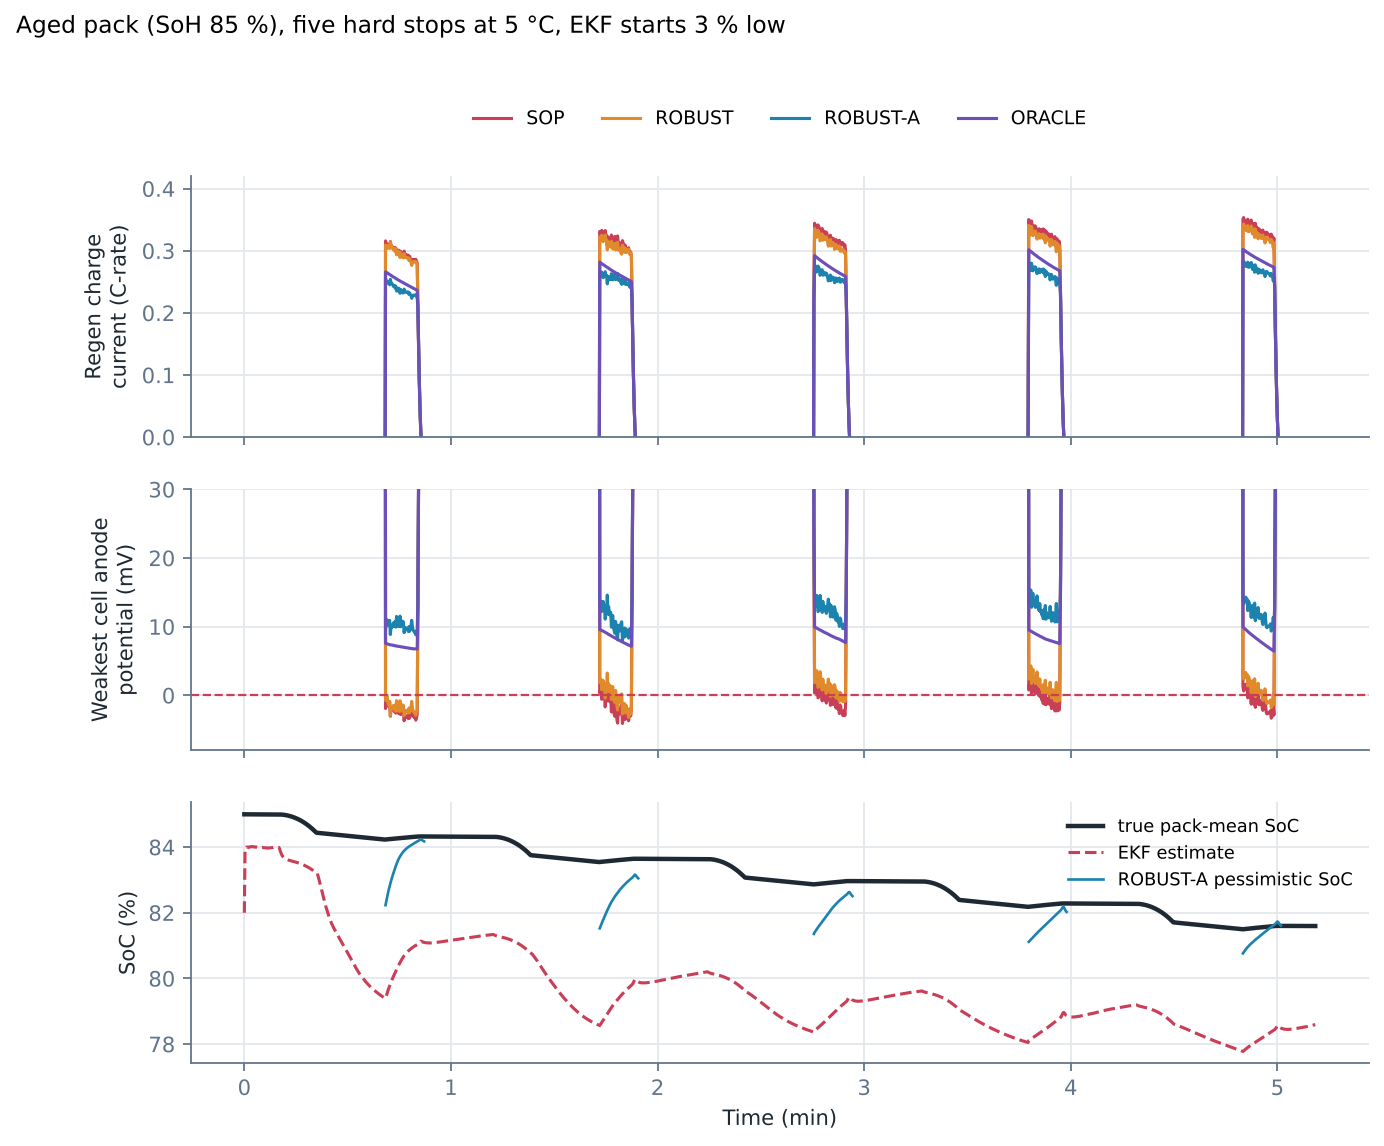 Aged pack (SoH 85 %), five hard stops at 5 °C, EKF starts 3 % low
SOP
ROBUST
ROBUST-A
ORACLE
Regen charge
current (C-rate)
0.4
0.3
0.2
0.1
0.0
Weakest cell anode
potential (mV)
30
20
10
0
SoC (%)
84
82
80
78
true pack-mean SoC
EKF estimate
ROBUST-A pessimistic SoC
0
1
2
3
4
5
Time (min)